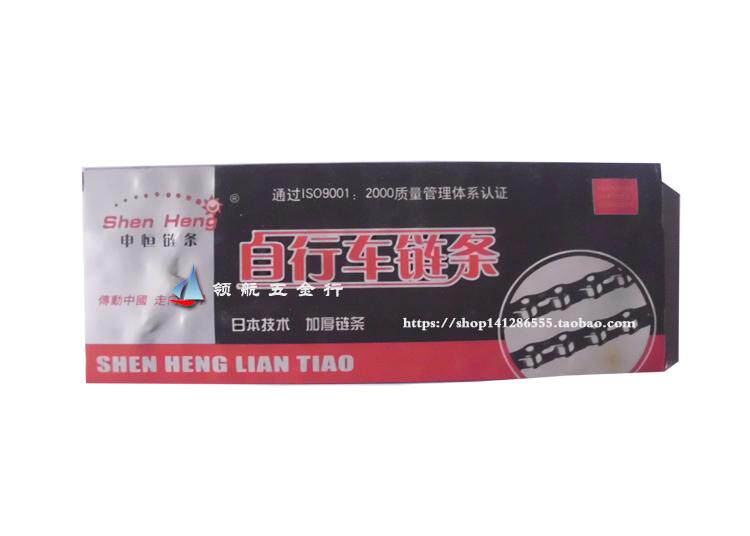 通过ISO9001：2000质量管理体系认证
Shen Heng ®
申恒链条
自行车链条
领航五金行
傳動中國 走向
日本技术 加厚链条
https://shop141286555.taobao.com/
SHEN HENG LIAN TIAO